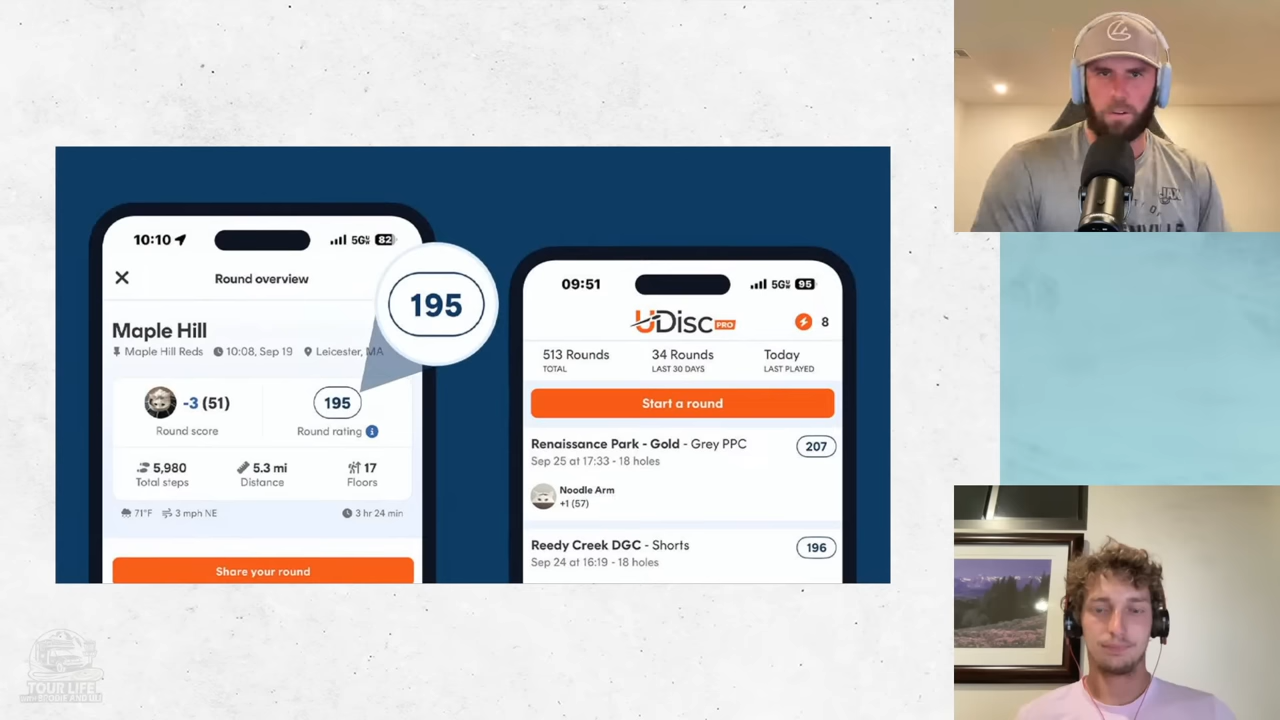 10:10
5G
82
Round overview
195
Maple Hill
Maple Hill Reds 10:08, Sep 19 Leicester, MA
-3 (51) 195
Round score Round rating
5,980 5.3 mi 17
Total steps Distance Floors
71°F 3 mph NE 3 hr 24 min
Share your round
09:51
5G
95
UDisc PRO
8
513 Rounds 34 Rounds Today
TOTAL LAST 30 DAYS LAST PLAYED
Start a round
Renaissance Park - Gold - Grey PPC 207
Sep 25 at 17:33 - 18 holes
Noodle Arm
+1 (57)
Reedy Creek DGC - Shorts 196
Sep 24 at 16:19 - 18 holes
TOUR LIFE